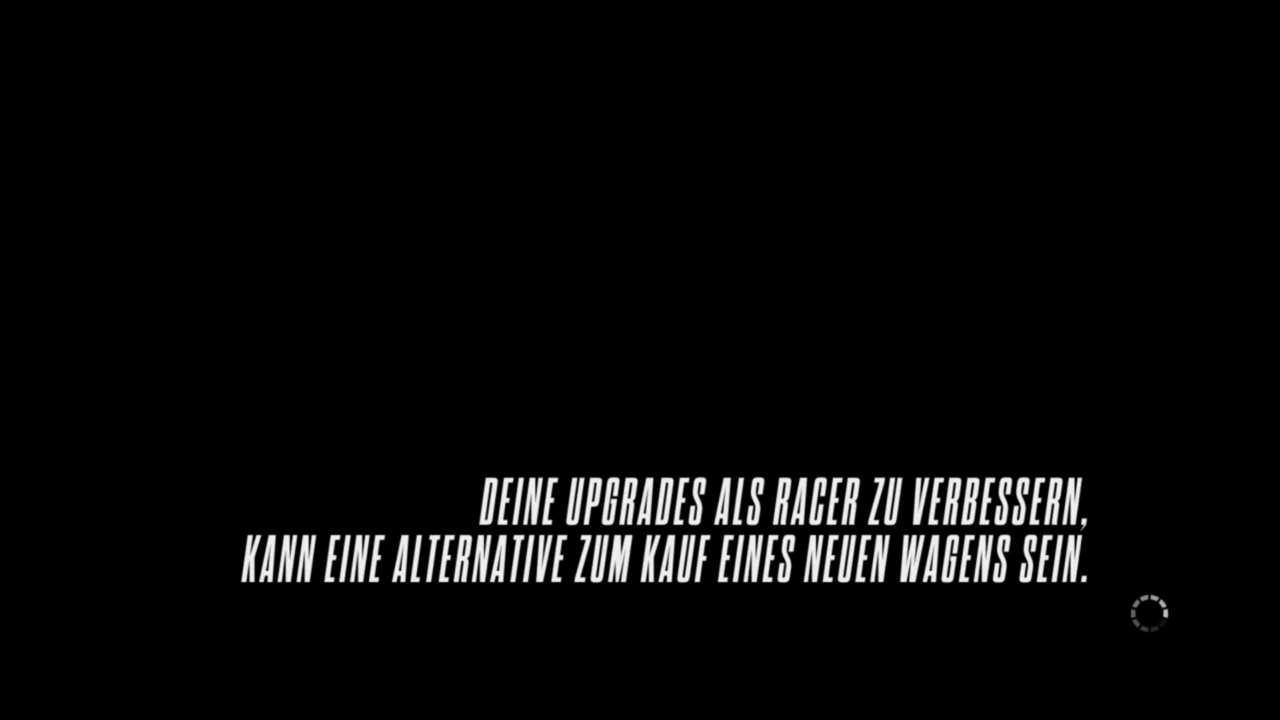 DEINE UPGRADES ALS RACER ZU VERBESSERN,
KANN EINE ALTERNATIVE ZUM KAUF EINES NEUEN WAGENS SEIN.